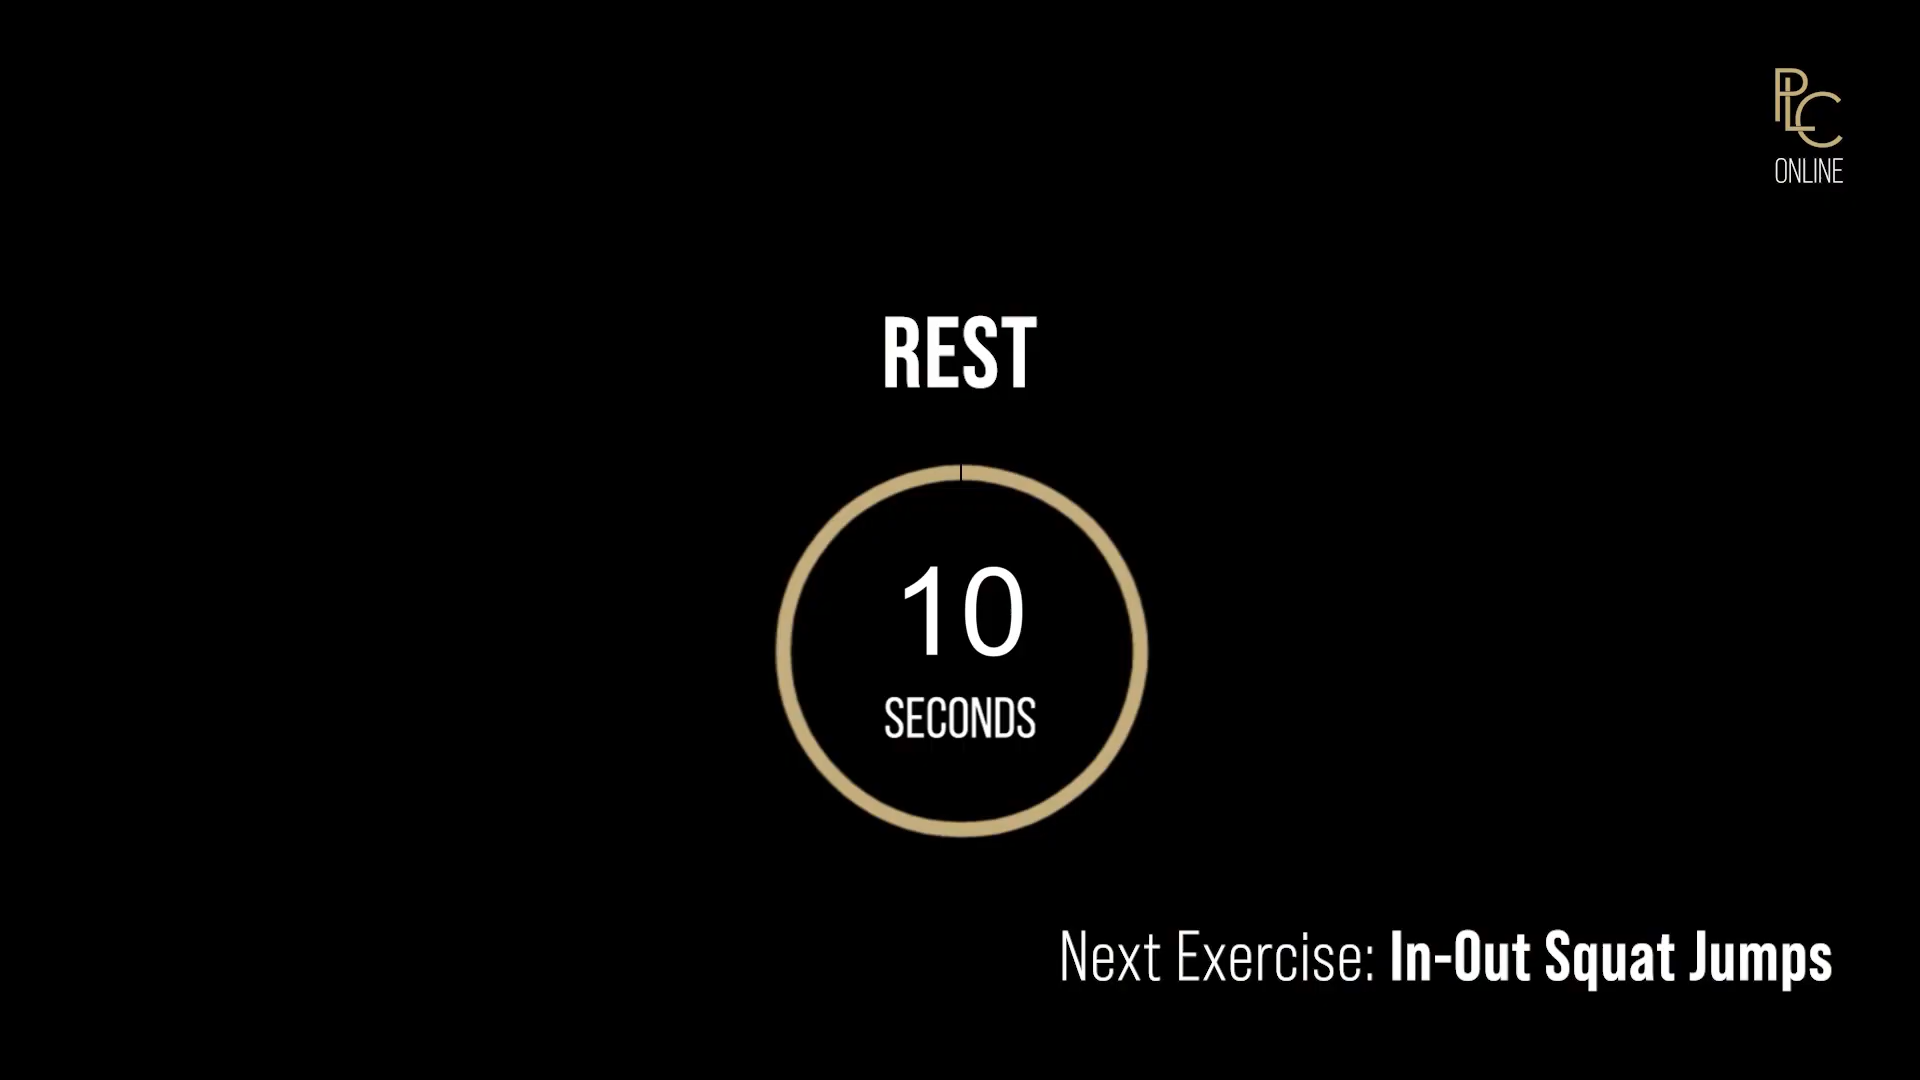 PLC
ONLINE
REST
10
SECONDS
Next Exercise: In-Out Squat Jumps